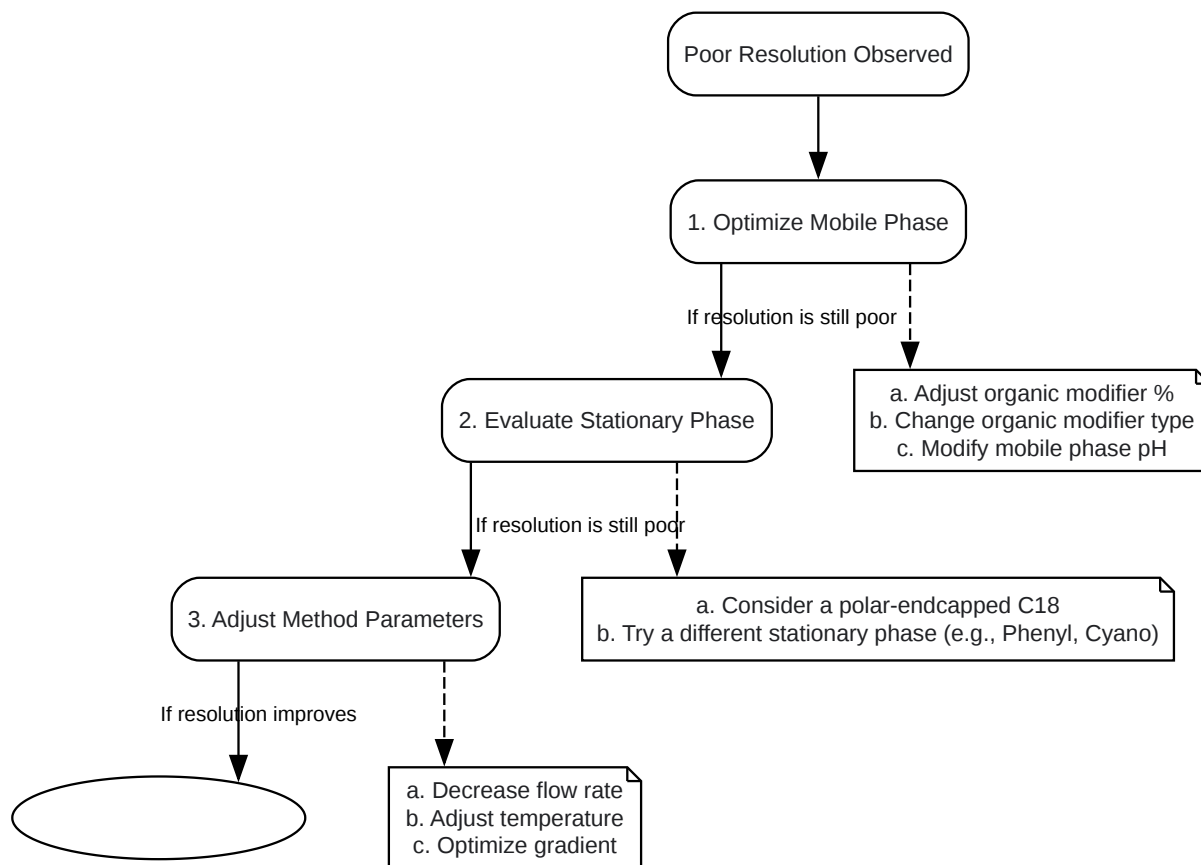 Poor Resolution Observed
1. Optimize Mobile Phase
If resolution is still poor
a. Adjust organic modifier %
b. Change organic modifier type
c. Modify mobile phase pH
2. Evaluate Stationary Phase
If resolution is still poor
a. Consider a polar-endcapped C18
b. Try a different stationary phase (e.g., Phenyl, Cyano)
3. Adjust Method Parameters
If resolution improves
a. Decrease flow rate
b. Adjust temperature
c. Optimize gradient